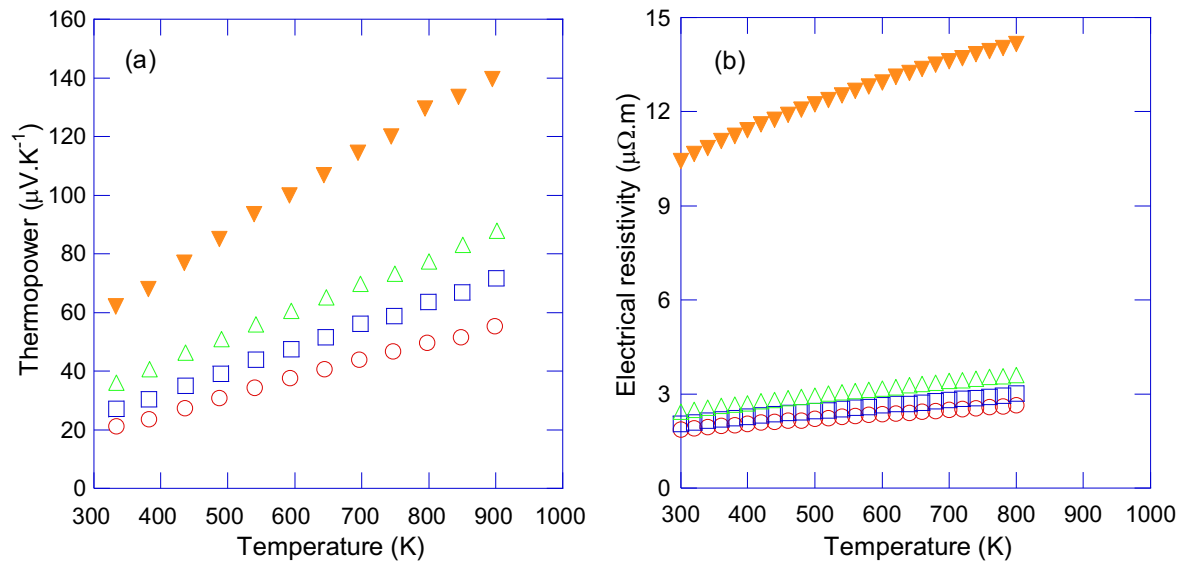 (a)
Thermopower (μV.K⁻¹)
160
140
120
100
80
60
40
20
0
300 400 500 600 700 800 900 1000
Temperature (K)
(b)
Electrical resistivity (μΩ.m)
15
12
9
6
3
0
300 400 500 600 700 800 900 1000
Temperature (K)